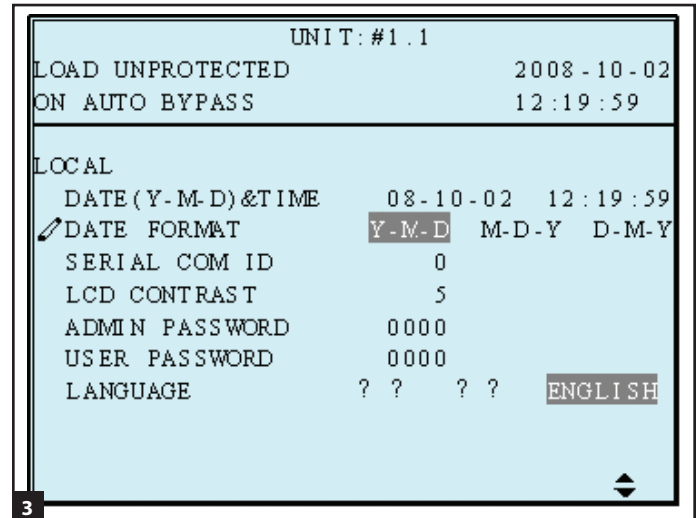 UNIT:#1.1
LOAD UNPROTECTED 2008-10-02
ON AUTO BYPASS 12:19:59
LOCAL
DATE(Y-M-D)&TIME 08-10-02 12:19:59
DATE FORMAT Y-M-D M-D-Y D-M-Y
SERIAL COM ID 0
LCD CONTRAST 5
ADMIN PASSWORD 0000
USER PASSWORD 0000
LANGUAGE ? ? ? ? ENGLISH
3